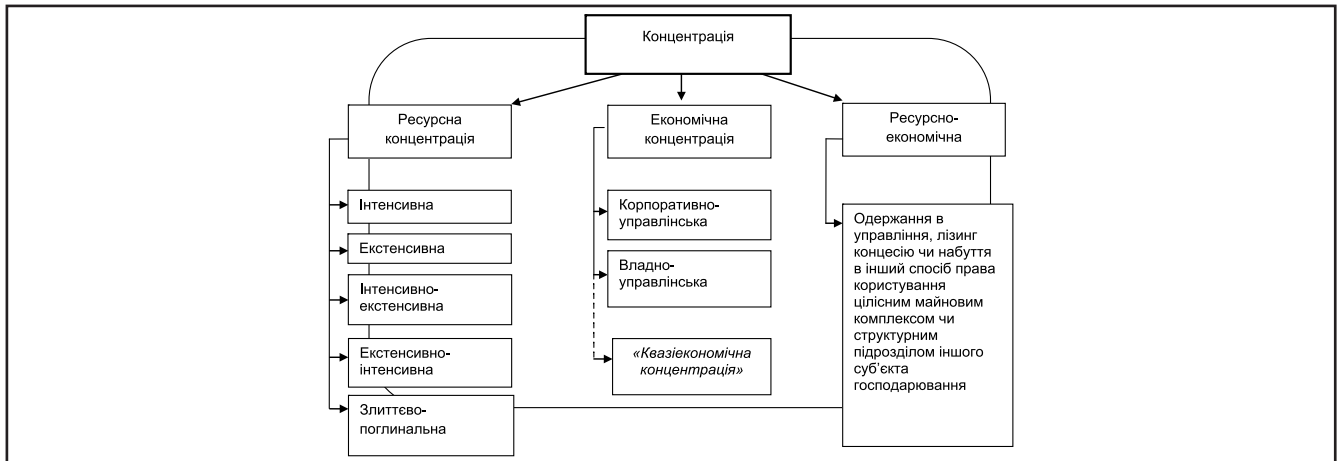 Концентрація
Ресурсна
концентрація
Економічна
концентрація
Ресурсно-
економічна
Інтенсивна
Екстенсивна
Інтенсивно-
екстенсивна
Екстенсивно-
інтенсивна
Злиттєво-
поглинальна
Корпоративно-
управлінська
Владно-
управлінська
«Квазіекономічна
концентрація»
Одержання в
управління, лізинг
концесію чи набуття
в інший спосіб права
користування
цілісним майновим
комплексом чи
структурним
підрозділом іншого
суб’єкта
господарювання